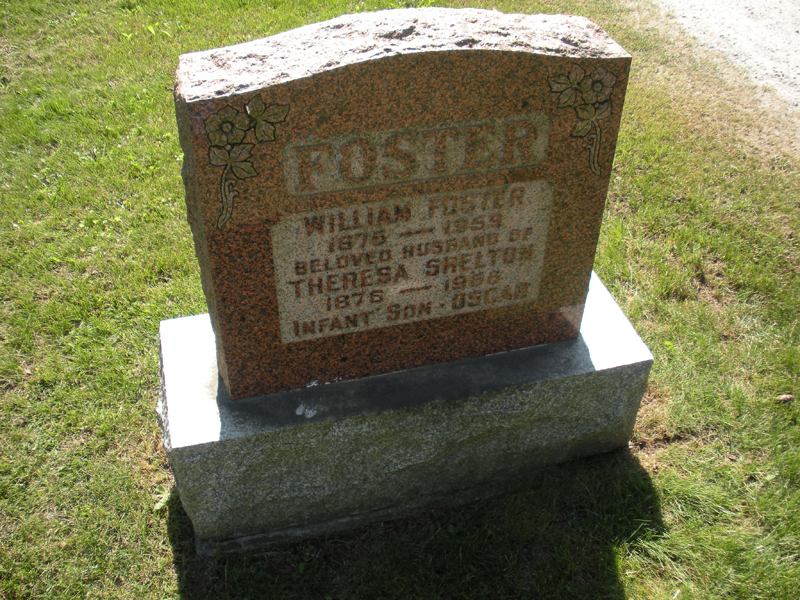 FOSTER
WILLIAM FOSTER
1875 — 1959
BELOVED HUSBAND OF
THERESA SHELTON
1876 — 1968
INFANT SON · OSCAR